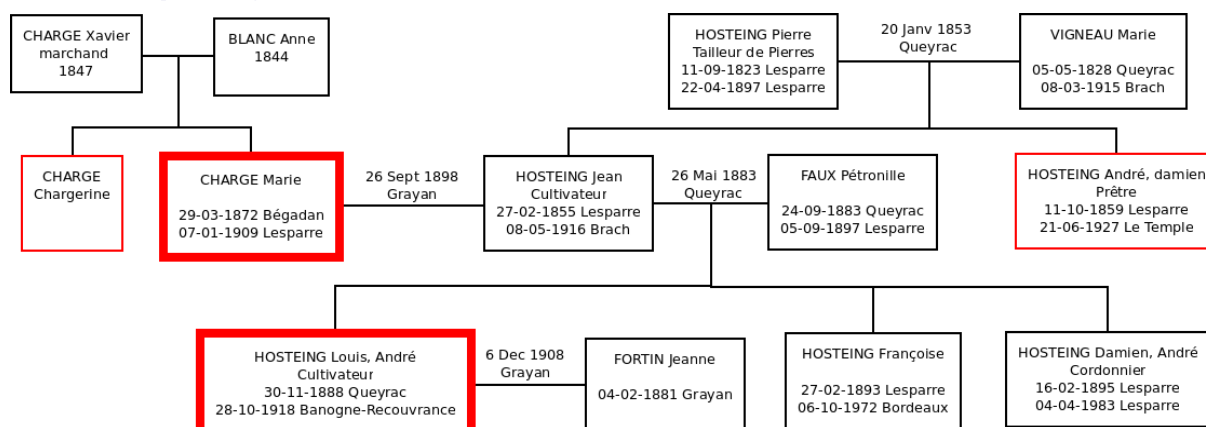 CHARGE Xavier
marchand
1847
BLANC Anne
1844
HOSTEING Pierre
Tailleur de Pierres
11-09-1823 Lesparre
22-04-1897 Lesparre
20 Janv 1853
Queyrac
VIGNEAU Marie
05-05-1828 Queyrac
08-03-1915 Brach
CHARGE
Chargerine
CHARGE Marie
29-03-1872 Bégadan
07-01-1909 Lesparre
26 Sept 1898
Grayan
HOSTEING Jean
Cultivateur
27-02-1855 Lesparre
08-05-1916 Brach
26 Mai 1883
Queyrac
FAUX Pétronille
24-09-1883 Queyrac
05-09-1897 Lesparre
HOSTEING André, damien
Prêtre
11-10-1859 Lesparre
21-06-1927 Le Temple
HOSTEING Louis, André
Cultivateur
30-11-1888 Queyrac
28-10-1918 Banogne-Recouvrance
6 Dec 1908
Grayan
FORTIN Jeanne
04-02-1881 Grayan
HOSTEING Françoise
27-02-1893 Lesparre
06-10-1972 Bordeaux
HOSTEING Damien, André
Cordonnier
16-02-1895 Lesparre
04-04-1983 Lesparre